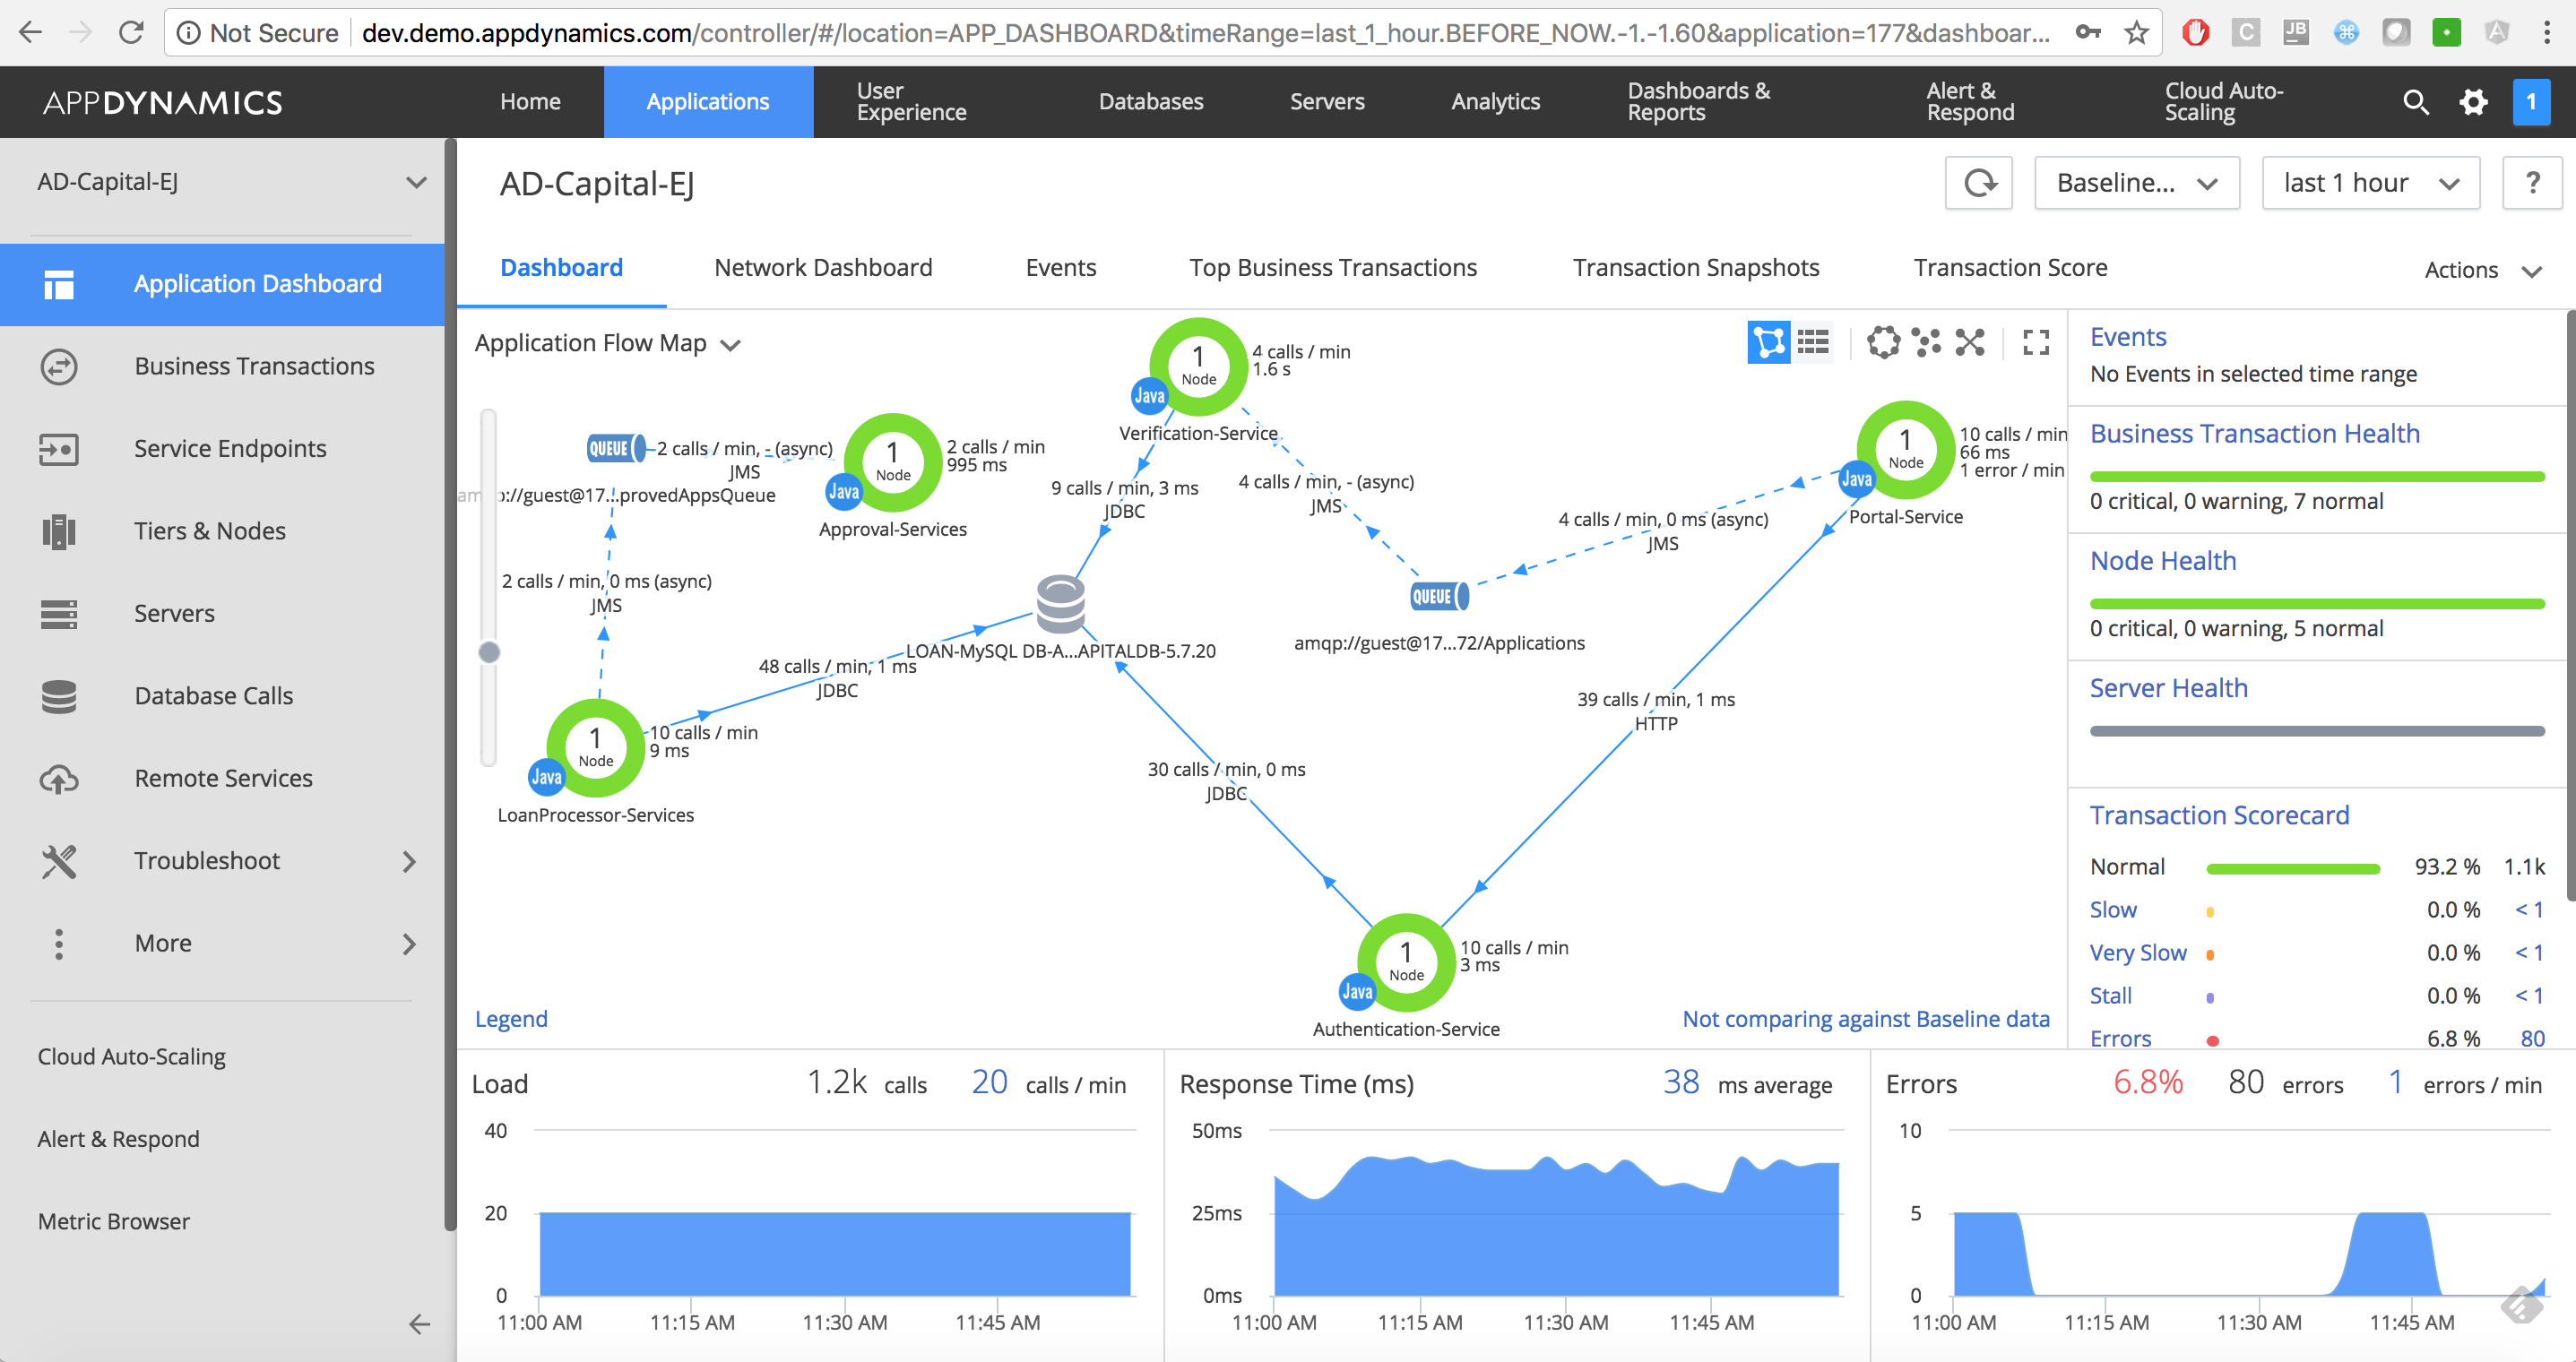 Not Secure
dev.demo.appdynamics.com/controller/#/location=APP_DASHBOARD&timeRange=last_1_hour.BEFORE_NOW.-1.-1.60&application=177&dashboar...
C
JB
A
APPDYNAMICS
Home
Applications
User
Experience
Databases
Servers
Analytics
Dashboards &
Reports
Alert &
Respond
Cloud Auto-
Scaling
1
AD-Capital-EJ
Application Dashboard
Business Transactions
Service Endpoints
Tiers & Nodes
Servers
Database Calls
Remote Services
Troubleshoot
More
Cloud Auto-Scaling
Alert & Respond
Metric Browser
AD-Capital-EJ
Baseline...
last 1 hour
?
Dashboard
Network Dashboard
Events
Top Business Transactions
Transaction Snapshots
Transaction Score
Actions
Application Flow Map
1
Node
Java
4 calls / min
1.6 s
Verification-Service
QUEUE
2 calls / min, - (async)
JMS
amqp://guest@17...provedAppsQueue
1
Node
Java
2 calls / min
995 ms
Approval-Services
9 calls / min, 3 ms
JDBC
4 calls / min, - (async)
JMS
1
Node
Java
10 calls / min
66 ms
1 error / min
Portal-Service
4 calls / min, 0 ms (async)
JMS
2 calls / min, 0 ms (async)
JMS
QUEUE
amqp://guest@17...72/Applications
LOAN-MySQL DB-A...APITALDB-5.7.20
48 calls / min, 1 ms
JDBC
39 calls / min, 1 ms
HTTP
1
Node
Java
10 calls / min
9 ms
LoanProcessor-Services
30 calls / min, 0 ms
JDBC
1
Node
Java
10 calls / min
3 ms
Authentication-Service
Legend
Not comparing against Baseline data
Events
No Events in selected time range
Business Transaction Health
0 critical, 0 warning, 7 normal
Node Health
0 critical, 0 warning, 5 normal
Server Health
Transaction Scorecard
Normal 93.2 % 1.1k
Slow 0.0 % < 1
Very Slow 0.0 % < 1
Stall 0.0 % < 1
Errors 6.8 % 80
Load 1.2k calls 20 calls / min
40
20
0
11:00 AM 11:15 AM 11:30 AM 11:45 AM
Response Time (ms) 38 ms average
50ms
25ms
0ms
11:00 AM 11:15 AM 11:30 AM 11:45 AM
Errors 6.8% 80 errors 1 errors / min
10
5
0
11:00 AM 11:15 AM 11:30 AM 11:45 AM